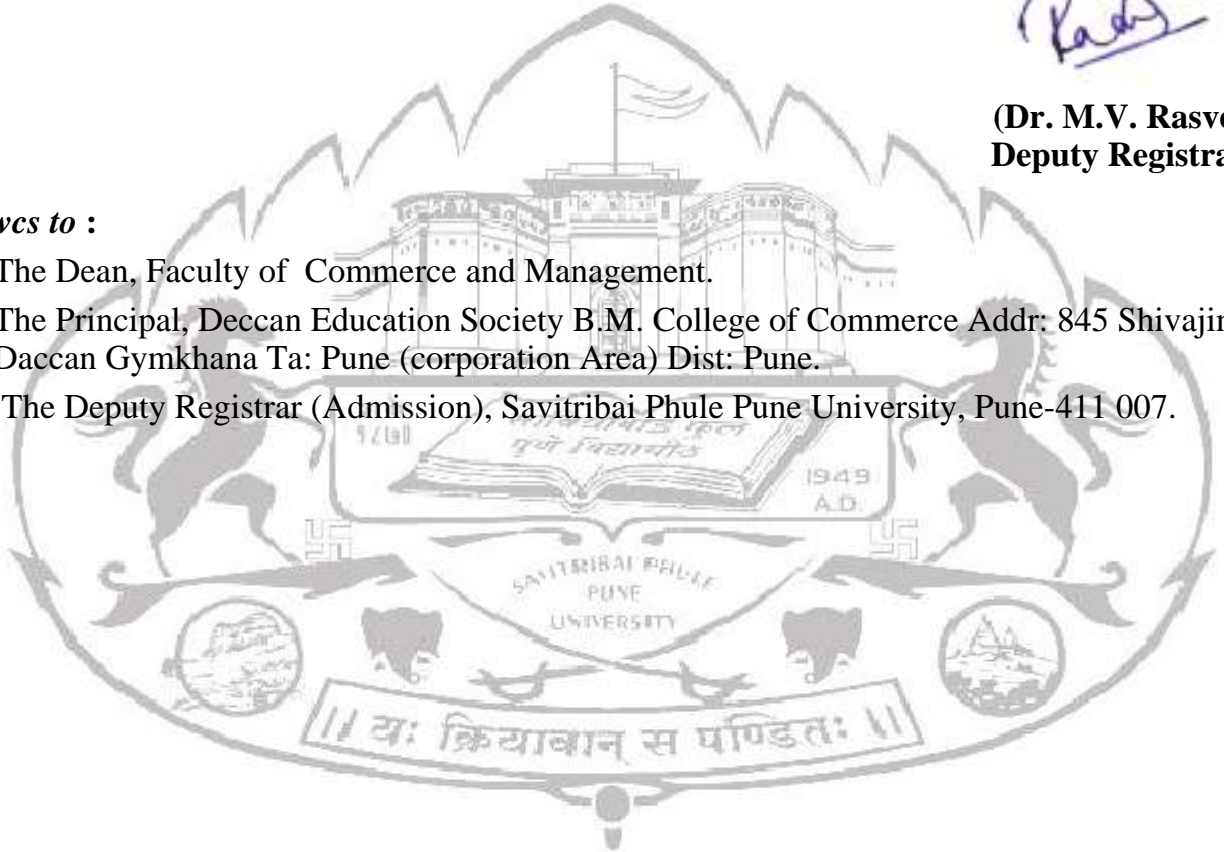 (Dr. M.V. Rasve
Deputy Registra
wcs to :
The Dean, Faculty of Commerce and Management.
The Principal, Deccan Education Society B.M. College of Commerce Addr: 845 Shivajin
Daccan Gymkhana Ta: Pune (corporation Area) Dist: Pune.
The Deputy Registrar (Admission), Savitribai Phule Pune University, Pune-411 007.
पुणे विद्यापीठ
1949
A.D.
SAVITRIBAI PHULE
PUNE
UNIVERSITY
॥ यः क्रियावान् स पण्डितः ॥